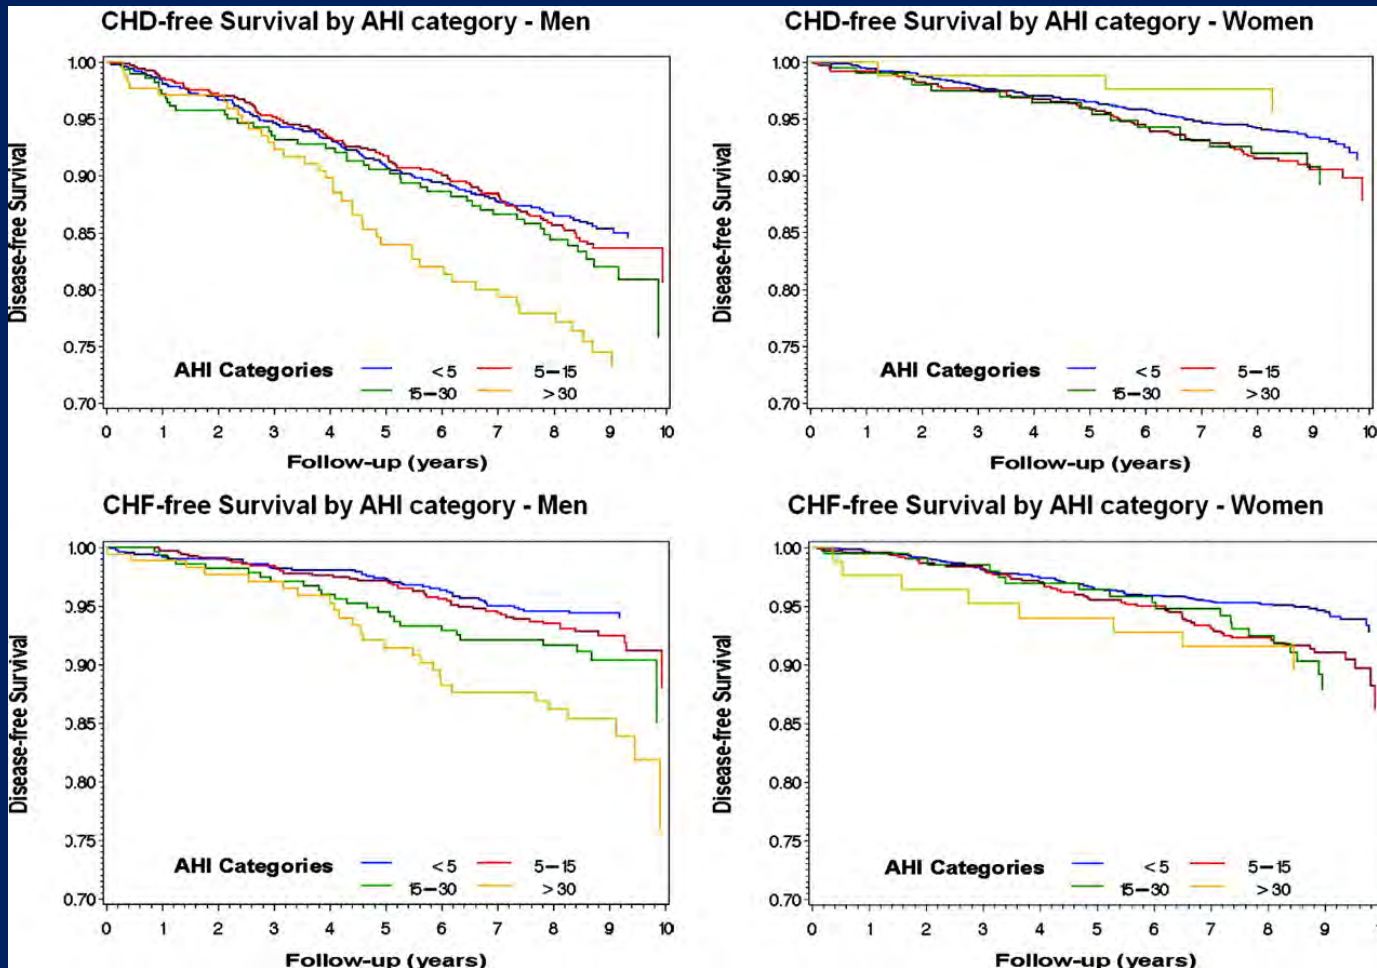 CHD-free Survival by AHI category - Men
Disease-free Survival
1.00
0.95
0.90
0.85
0.80
0.75
0.70
AHI Categories
< 5
5–15
15–30
> 30
0 1 2 3 4 5 6 7 8 9 10
Follow-up (years)
CHD-free Survival by AHI category - Women
Disease-free Survival
1.00
0.95
0.90
0.85
0.80
0.75
0.70
AHI Categories
< 5
5–15
15–30
> 30
0 1 2 3 4 5 6 7 8 9 10
Follow-up (years)
CHF-free Survival by AHI category - Men
Disease-free Survival
1.00
0.95
0.90
0.85
0.80
0.75
0.70
AHI Categories
< 5
5–15
15–30
> 30
0 1 2 3 4 5 6 7 8 9 10
Follow-up (years)
CHF-free Survival by AHI category - Women
Disease-free Survival
1.00
0.95
0.90
0.85
0.80
0.75
0.70
AHI Categories
< 5
5–15
15–30
> 30
0 1 2 3 4 5 6 7 8 9
Follow-up (years)